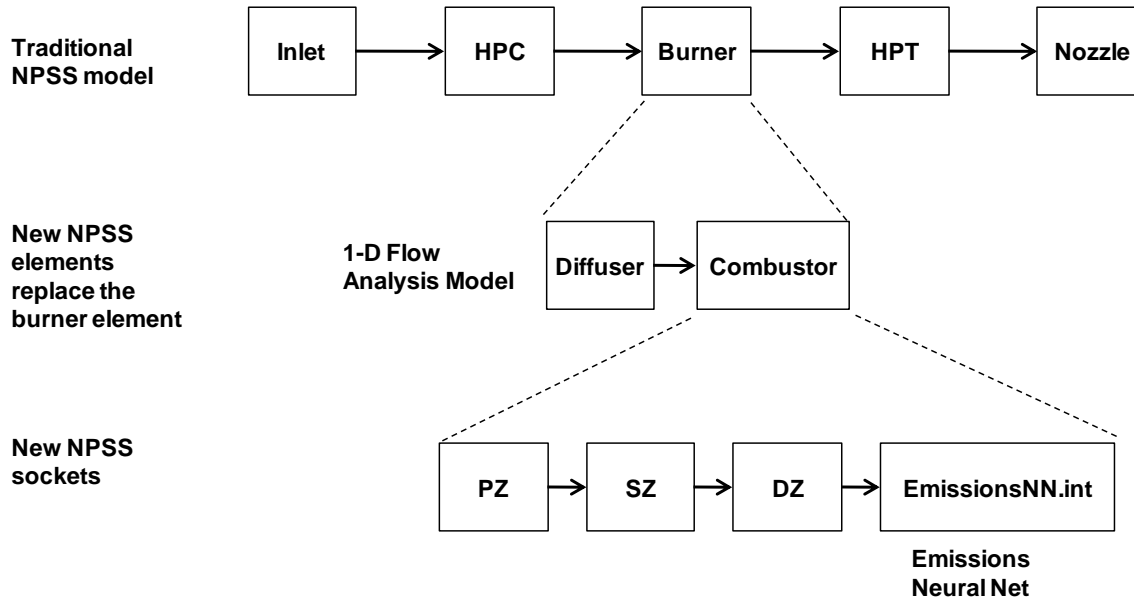 Traditional
NPSS model
Inlet
HPC
Burner
HPT
Nozzle
New NPSS
elements
replace the
burner element
1-D Flow
Analysis Model
Diffuser
Combustor
New NPSS
sockets
PZ
SZ
DZ
EmissionsNN.int
Emissions
Neural Net